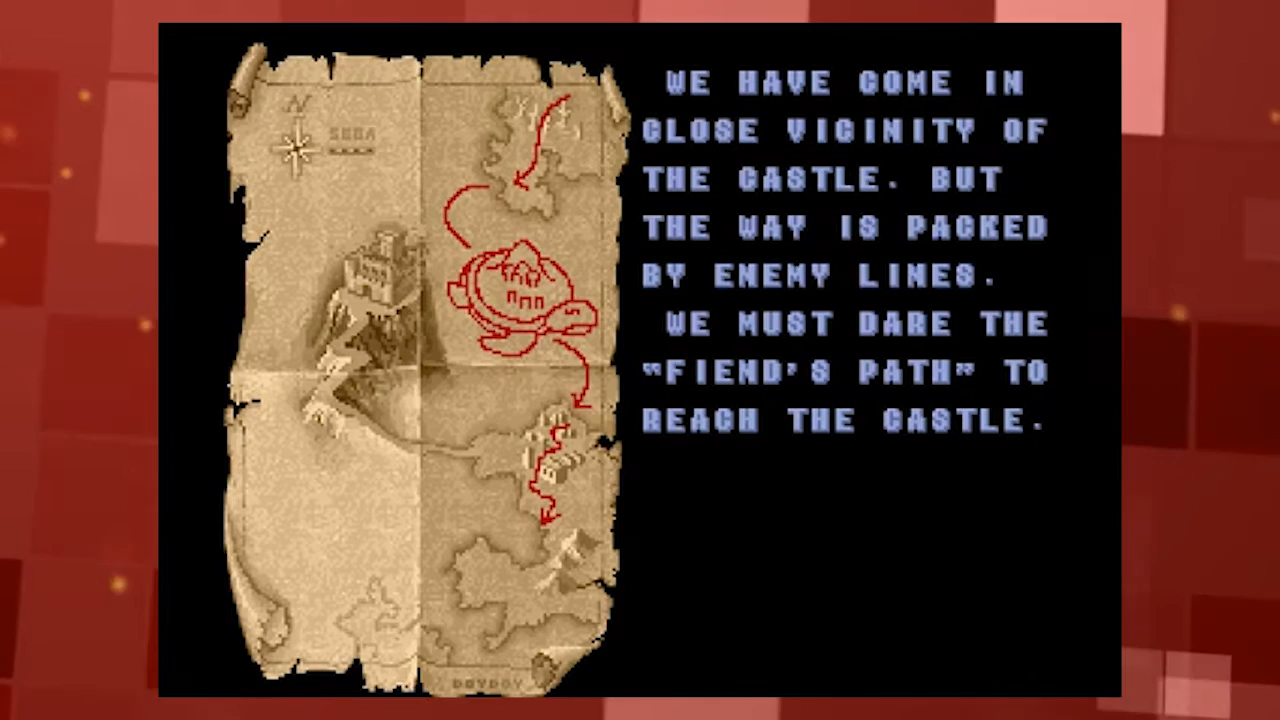 N
SEGA
WE HAVE COME IN
CLOSE VICINITY OF
THE CASTLE. BUT
THE WAY IS PACKED
BY ENEMY LINES.
WE MUST DARE THE
"FIEND'S PATH" TO
REACH THE CASTLE.